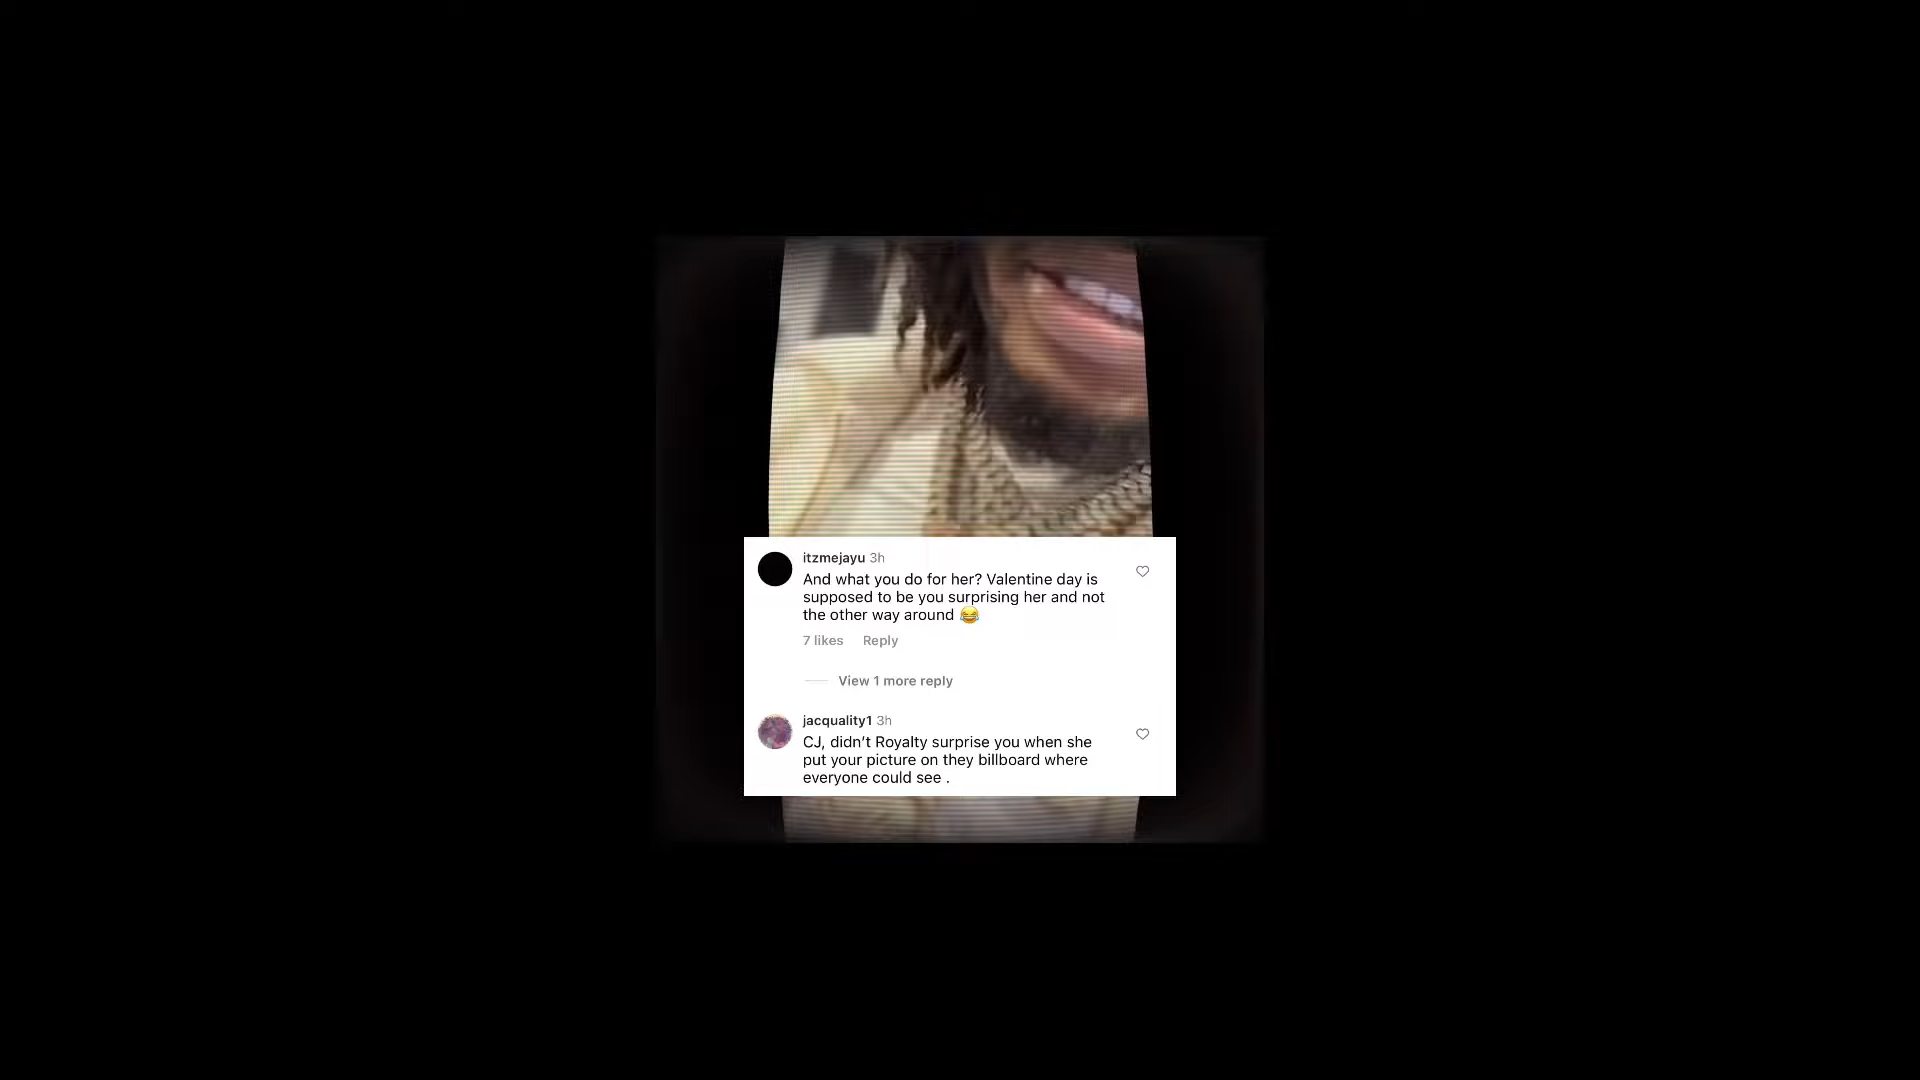 itzmejayu 3h
And what you do for her? Valentine day is
supposed to be you surprising her and not
the other way around 😂
7 likes Reply
View 1 more reply
jacquality1 3h
CJ, didn’t Royalty surprise you when she
put your picture on they billboard where
everyone could see .